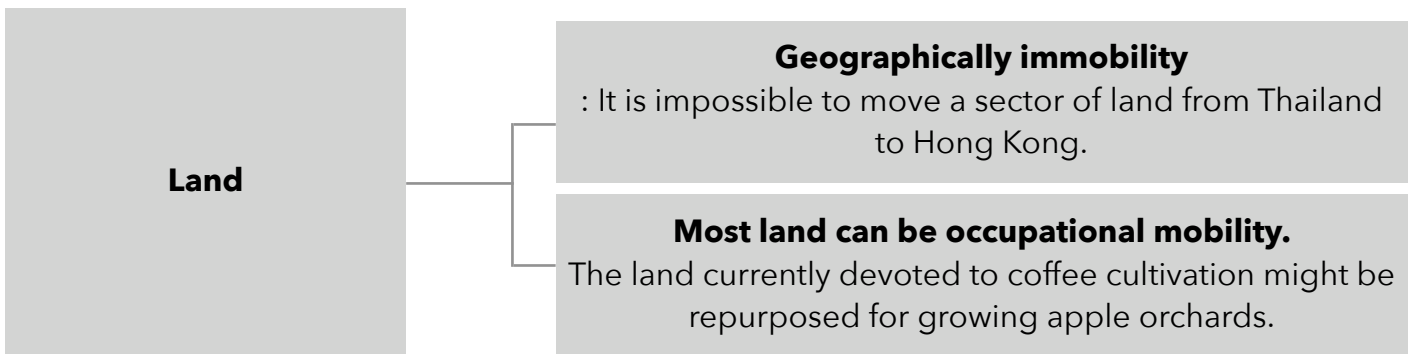 Land
Geographically immobility
: It is impossible to move a sector of land from Thailand
to Hong Kong.
Most land can be occupational mobility.
The land currently devoted to coffee cultivation might be
repurposed for growing apple orchards.